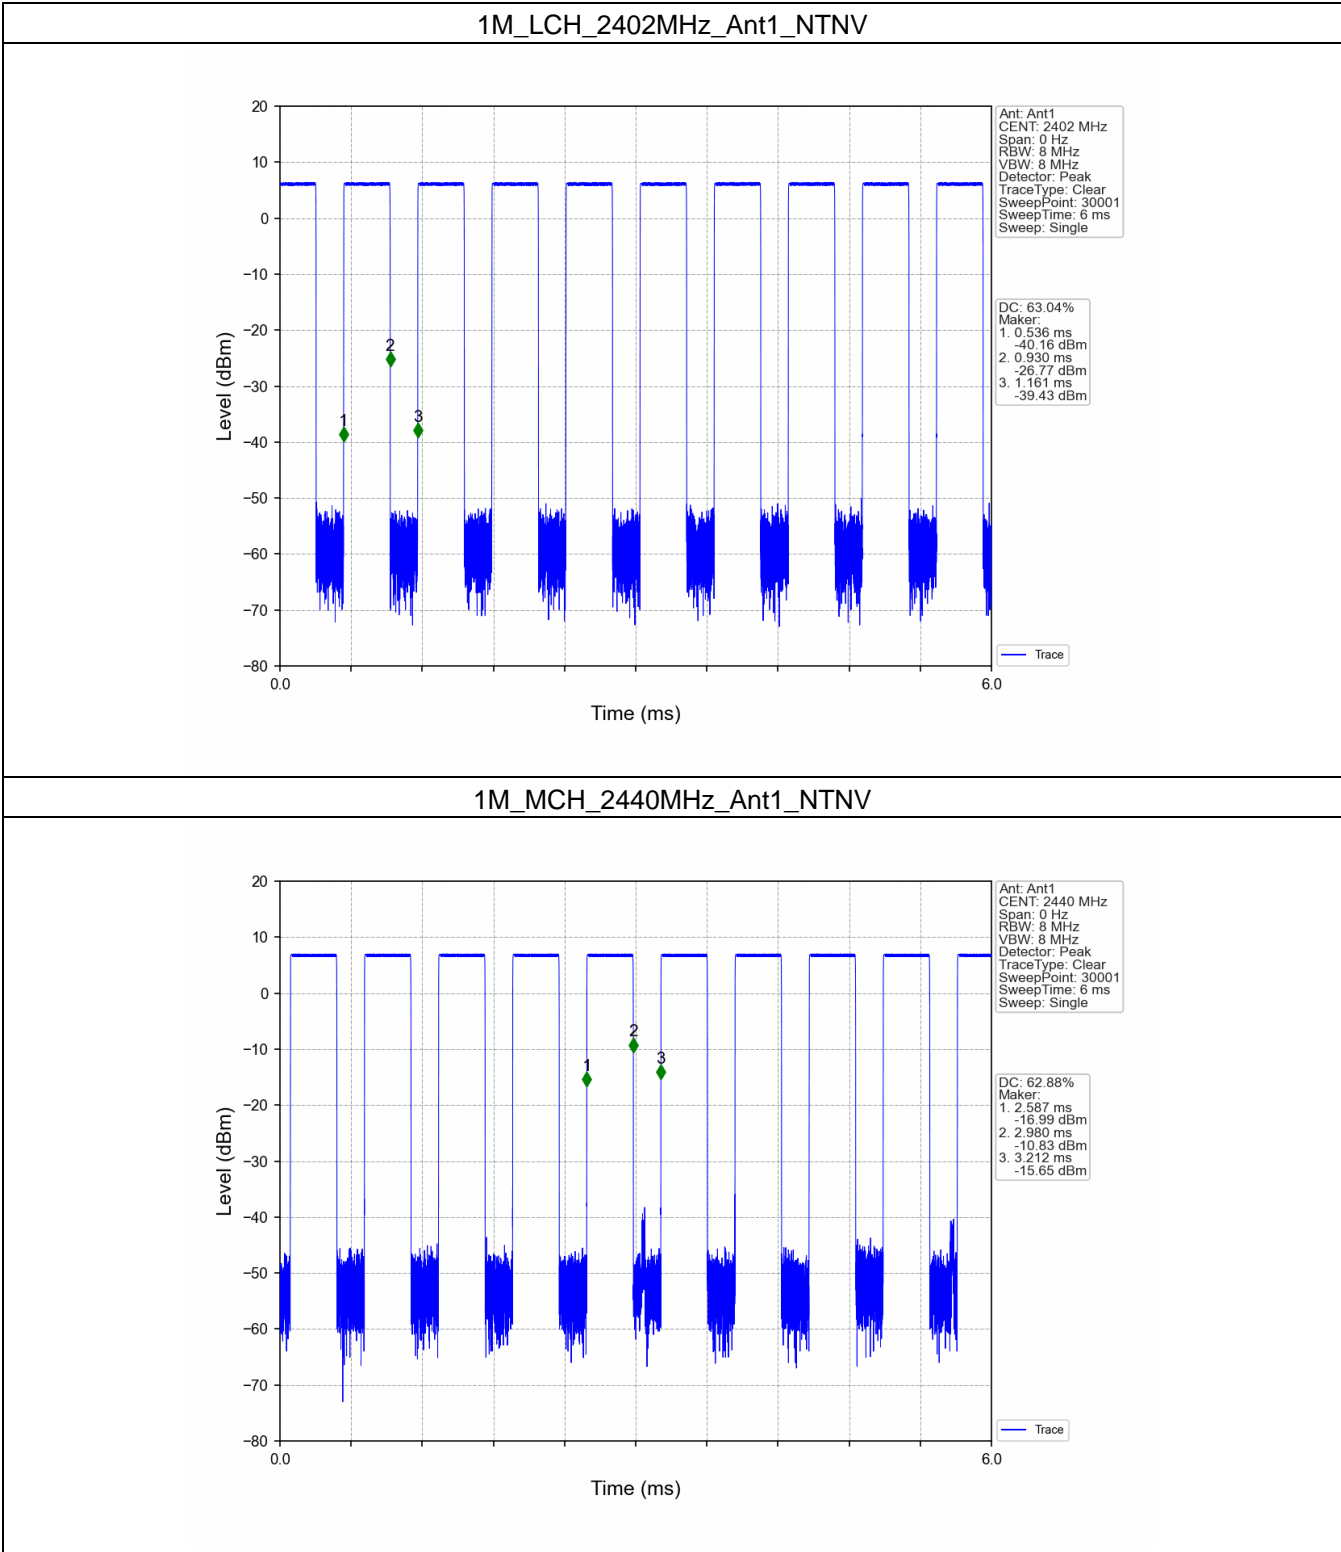 1M_LCH_2402MHz_Ant1_NTNV
20
10
0
−10
−20
−30
−40
−50
−60
−70
−80
Level (dBm)
0.0
6.0
Time (ms)
1
2
3
Ant: Ant1
CENT: 2402 MHz
Span: 0 Hz
RBW: 8 MHz
VBW: 8 MHz
Detector: Peak
TraceType: Clear
SweepPoint: 30001
SweepTime: 6 ms
Sweep: Single
DC: 63.04%
Maker:
1. 0.536 ms
-40.16 dBm
2. 0.930 ms
-26.77 dBm
3. 1.161 ms
-39.43 dBm
Trace
1M_MCH_2440MHz_Ant1_NTNV
20
10
0
−10
−20
−30
−40
−50
−60
−70
−80
Level (dBm)
0.0
6.0
Time (ms)
1
2
3
Ant: Ant1
CENT: 2440 MHz
Span: 0 Hz
RBW: 8 MHz
VBW: 8 MHz
Detector: Peak
TraceType: Clear
SweepPoint: 30001
SweepTime: 6 ms
Sweep: Single
DC: 62.88%
Maker:
1. 2.587 ms
-16.99 dBm
2. 2.980 ms
-10.83 dBm
3. 3.212 ms
-15.65 dBm
Trace